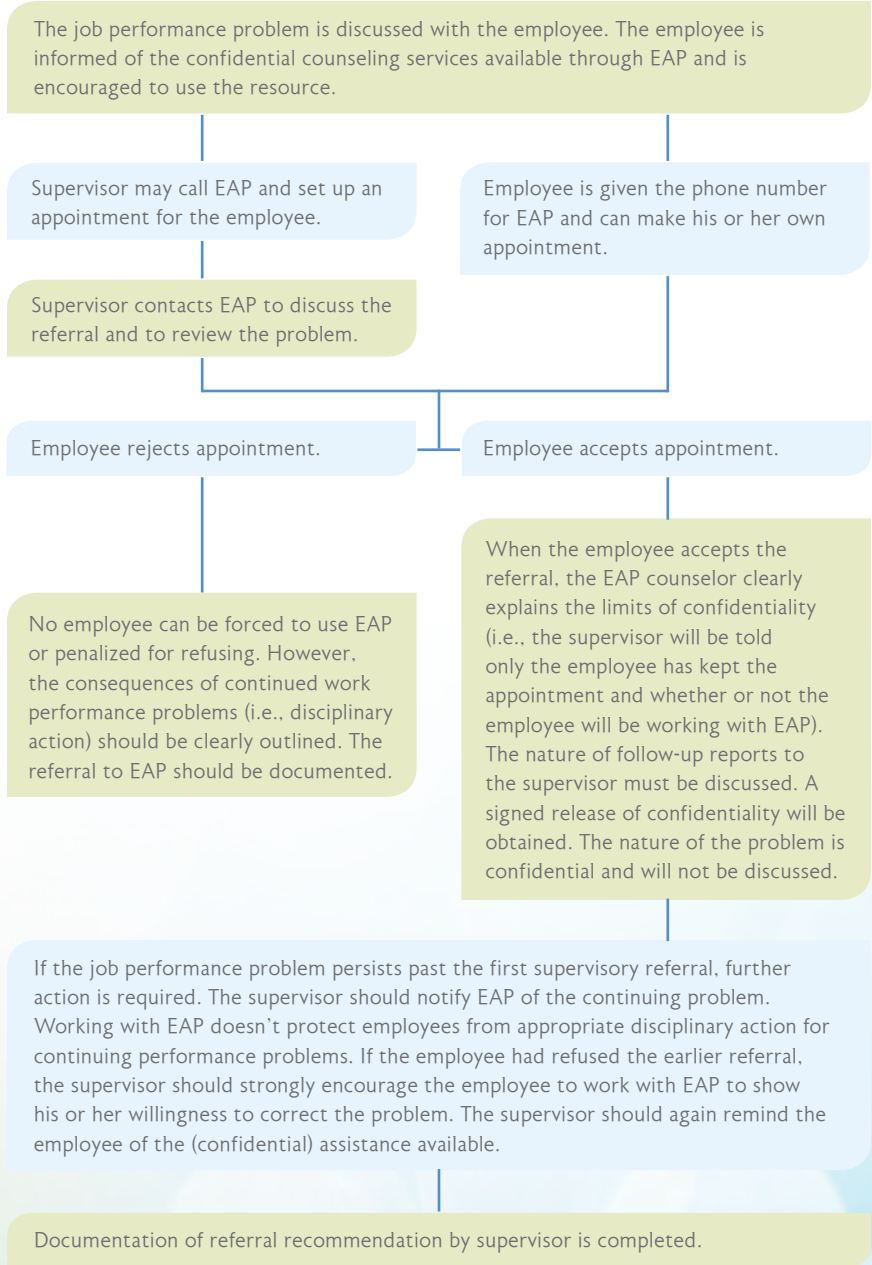 The job performance problem is discussed with the employee. The employee is
informed of the confidential counseling services available through EAP and is
encouraged to use the resource.
Supervisor may call EAP and set up an
appointment for the employee.
Employee is given the phone number
for EAP and can make his or her own
appointment.
Supervisor contacts EAP to discuss the
referral and to review the problem.
Employee rejects appointment.
Employee accepts appointment.
No employee can be forced to use EAP
or penalized for refusing. However,
the consequences of continued work
performance problems (i.e., disciplinary
action) should be clearly outlined. The
referral to EAP should be documented.
When the employee accepts the
referral, the EAP counselor clearly
explains the limits of confidentiality
(i.e., the supervisor will be told
only the employee has kept the
appointment and whether or not the
employee will be working with EAP).
The nature of follow-up reports to
the supervisor must be discussed. A
signed release of confidentiality will be
obtained. The nature of the problem is
confidential and will not be discussed.
If the job performance problem persists past the first supervisory referral, further
action is required. The supervisor should notify EAP of the continuing problem.
Working with EAP doesn't protect employees from appropriate disciplinary action for
continuing performance problems. If the employee had refused the earlier referral,
the supervisor should strongly encourage the employee to work with EAP to show
his or her willingness to correct the problem. The supervisor should again remind the
employee of the (confidential) assistance available.
Documentation of referral recommendation by supervisor is completed.